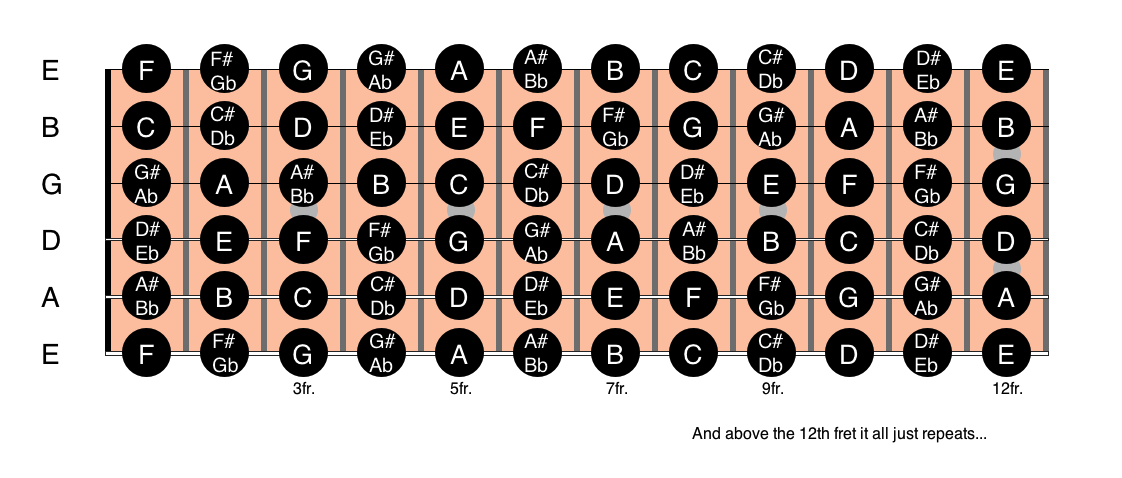 E F F# Gb G G# Ab A A# Bb B C C# Db D D# Eb E
B C C# Db D D# Eb E F F# Gb G G# Ab A A# Bb B
G G# Ab A A# Bb B C C# Db D D# Eb E F F# Gb G
D D# Eb E F F# Gb G G# Ab A A# Bb B C C# Db D
A A# Bb B C C# Db D D# Eb E F F# Gb G G# Ab A
E F F# Gb G G# Ab A A# Bb B C C# Db D D# Eb E
3fr. 5fr. 7fr. 9fr. 12fr.
And above the 12th fret it all just repeats...